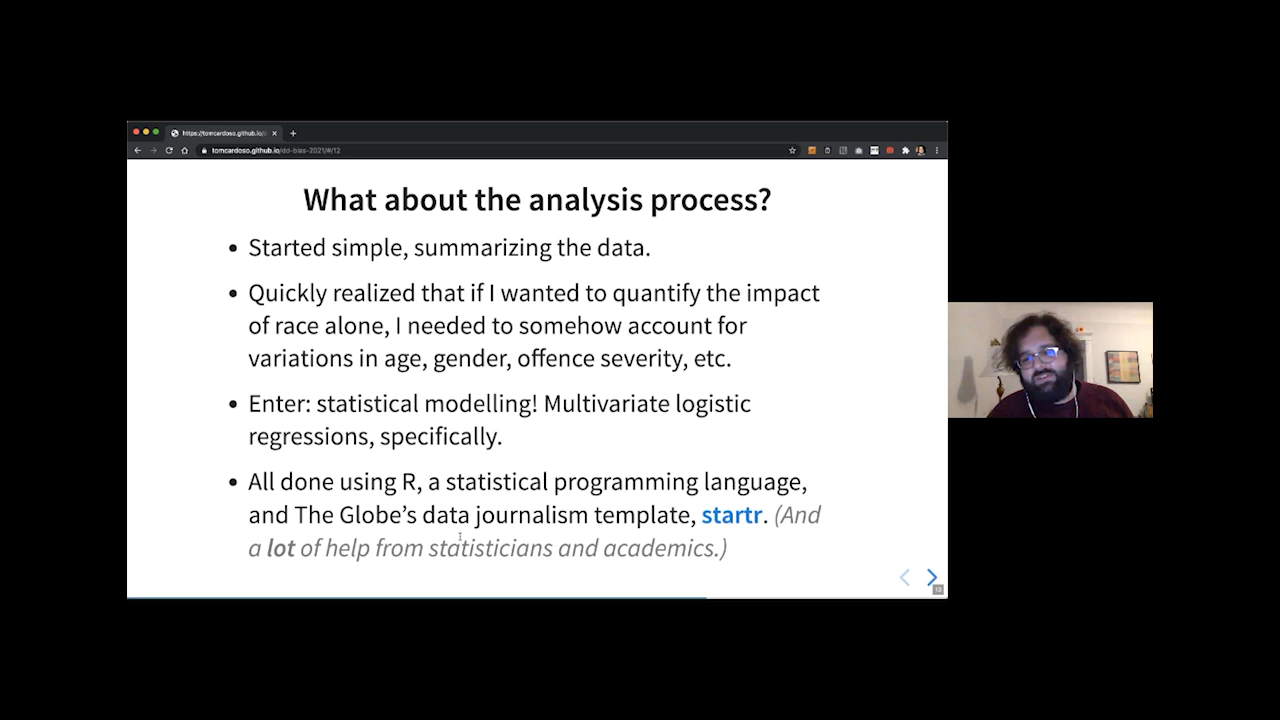 https://tomcardoso.github.io/
tomcardoso.github.io/dd-bias-2021/#/12
What about the analysis process?
• Started simple, summarizing the data.
• Quickly realized that if I wanted to quantify the impact
of race alone, I needed to somehow account for
variations in age, gender, offence severity, etc.
• Enter: statistical modelling! Multivariate logistic
regressions, specifically.
• All done using R, a statistical programming language,
and The Globe’s data journalism template, startr. (And
a lot of help from statisticians and academics.)